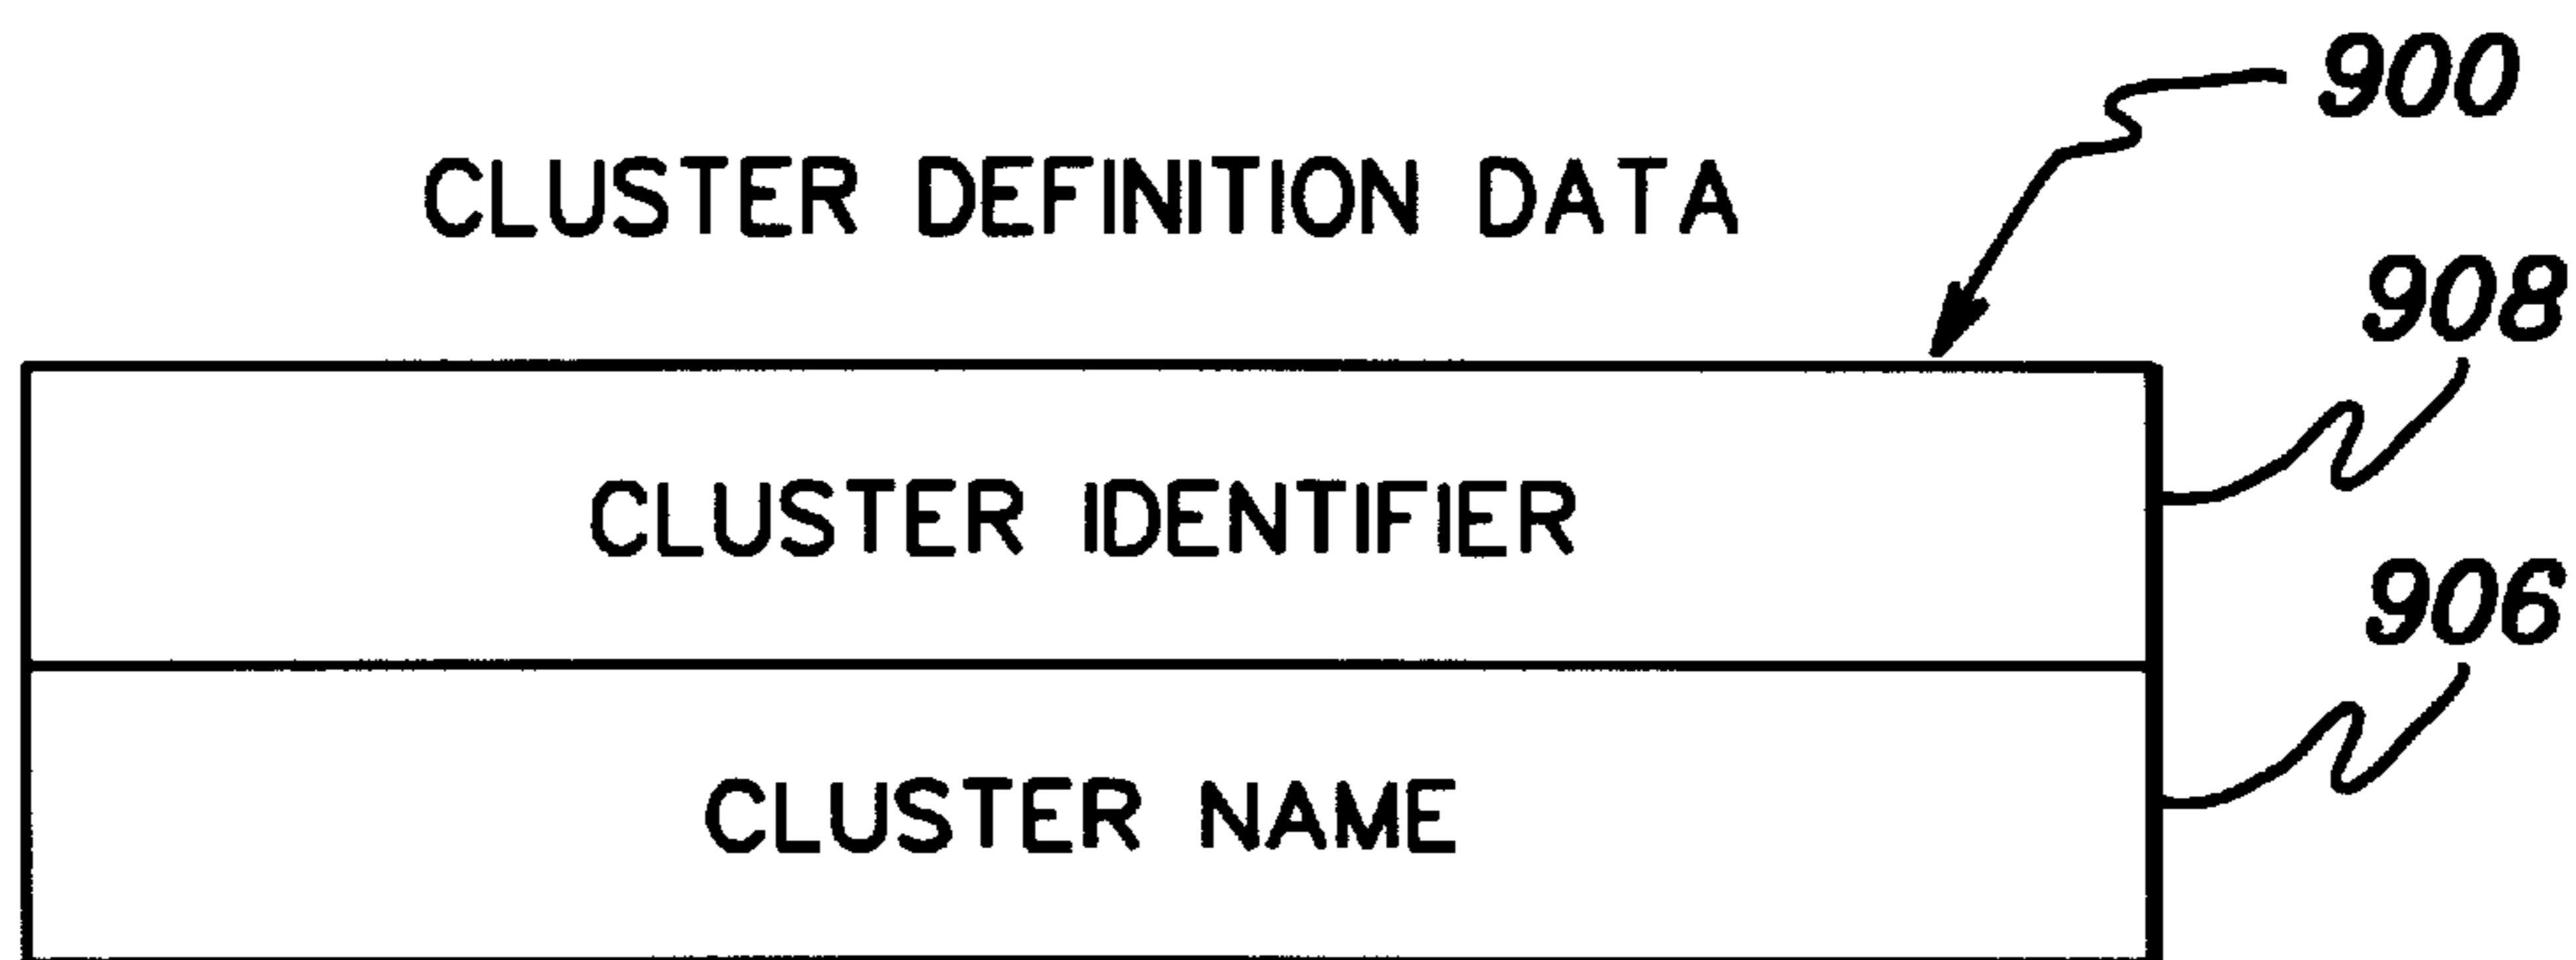 900
CLUSTER DEFINITION DATA
908
CLUSTER IDENTIFIER
906
CLUSTER NAME